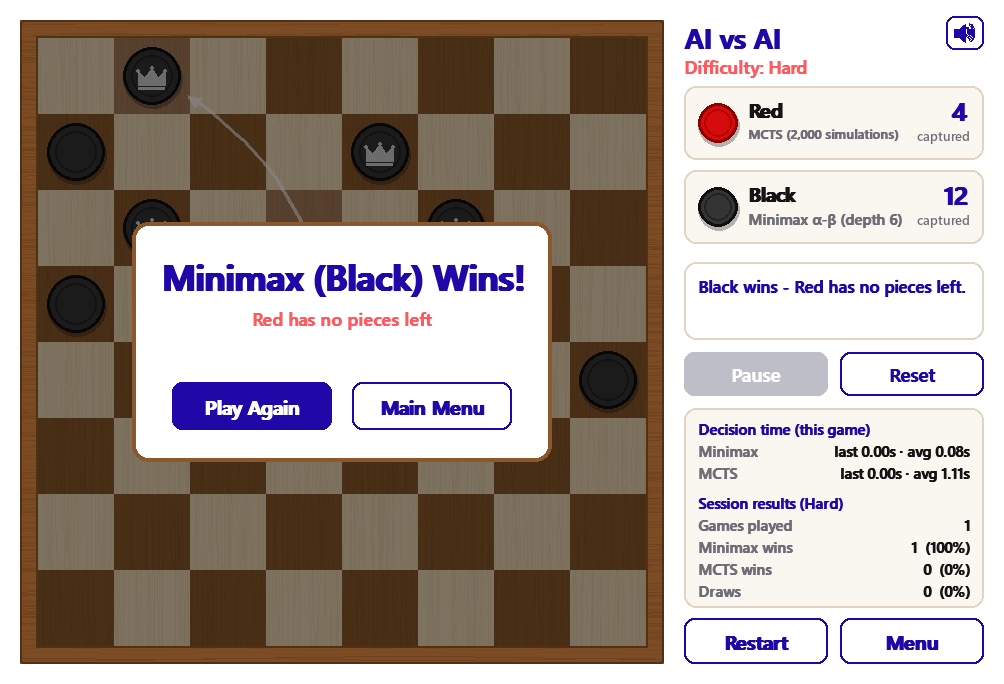 AI vs AI
Difficulty: Hard
Red
4
MCTS (2,000 simulations)
captured
Black
12
Minimax α-β (depth 6)
captured
Minimax (Black) Wins!
Red has no pieces left
Play Again
Main Menu
Black wins - Red has no pieces left.
Pause
Reset
Decision time (this game)
Minimax last 0.00s · avg 0.08s
MCTS last 0.00s · avg 1.11s
Session results (Hard)
Games played 1
Minimax wins 1 (100%)
MCTS wins 0 (0%)
Draws 0 (0%)
Restart
Menu